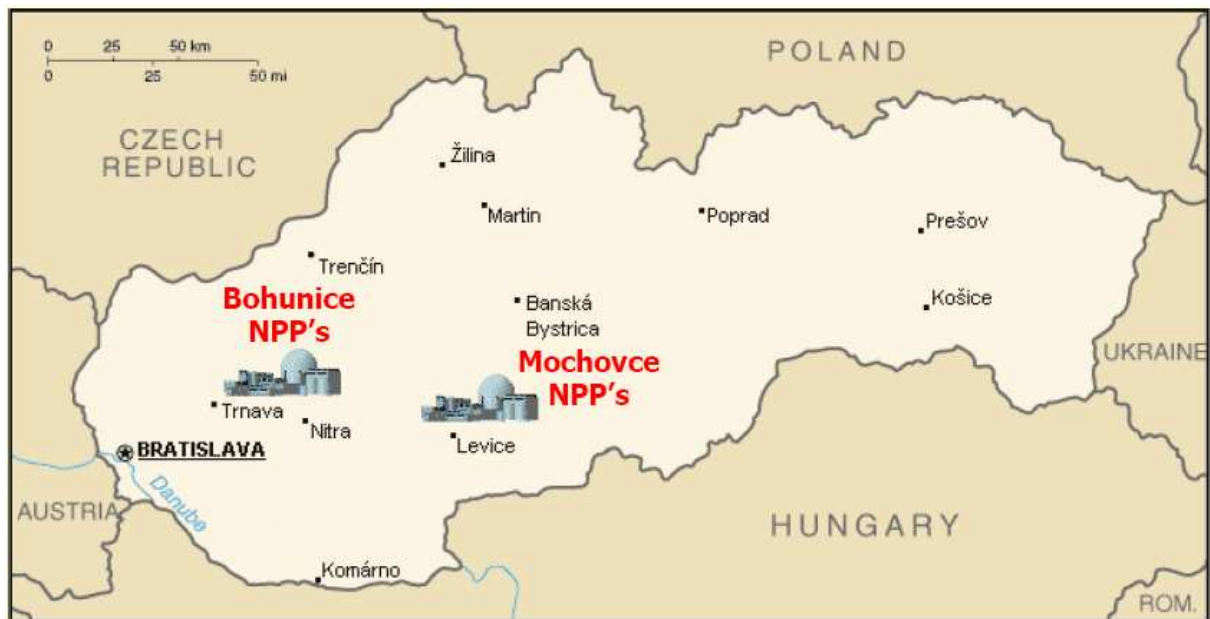 0 25 50 km
0 25 50 mi
POLAND
CZECH
REPUBLIC
Žilina
Martin
Poprad
Prešov
Trenčín
Bohunice
NPP's
Banská
Bystrica
Košice
Mochovce
NPP's
UKRAINE
Trnava
Nitra
Levice
BRATISLAVA
Danube
AUSTRIA
HUNGARY
Komárno
ROM.